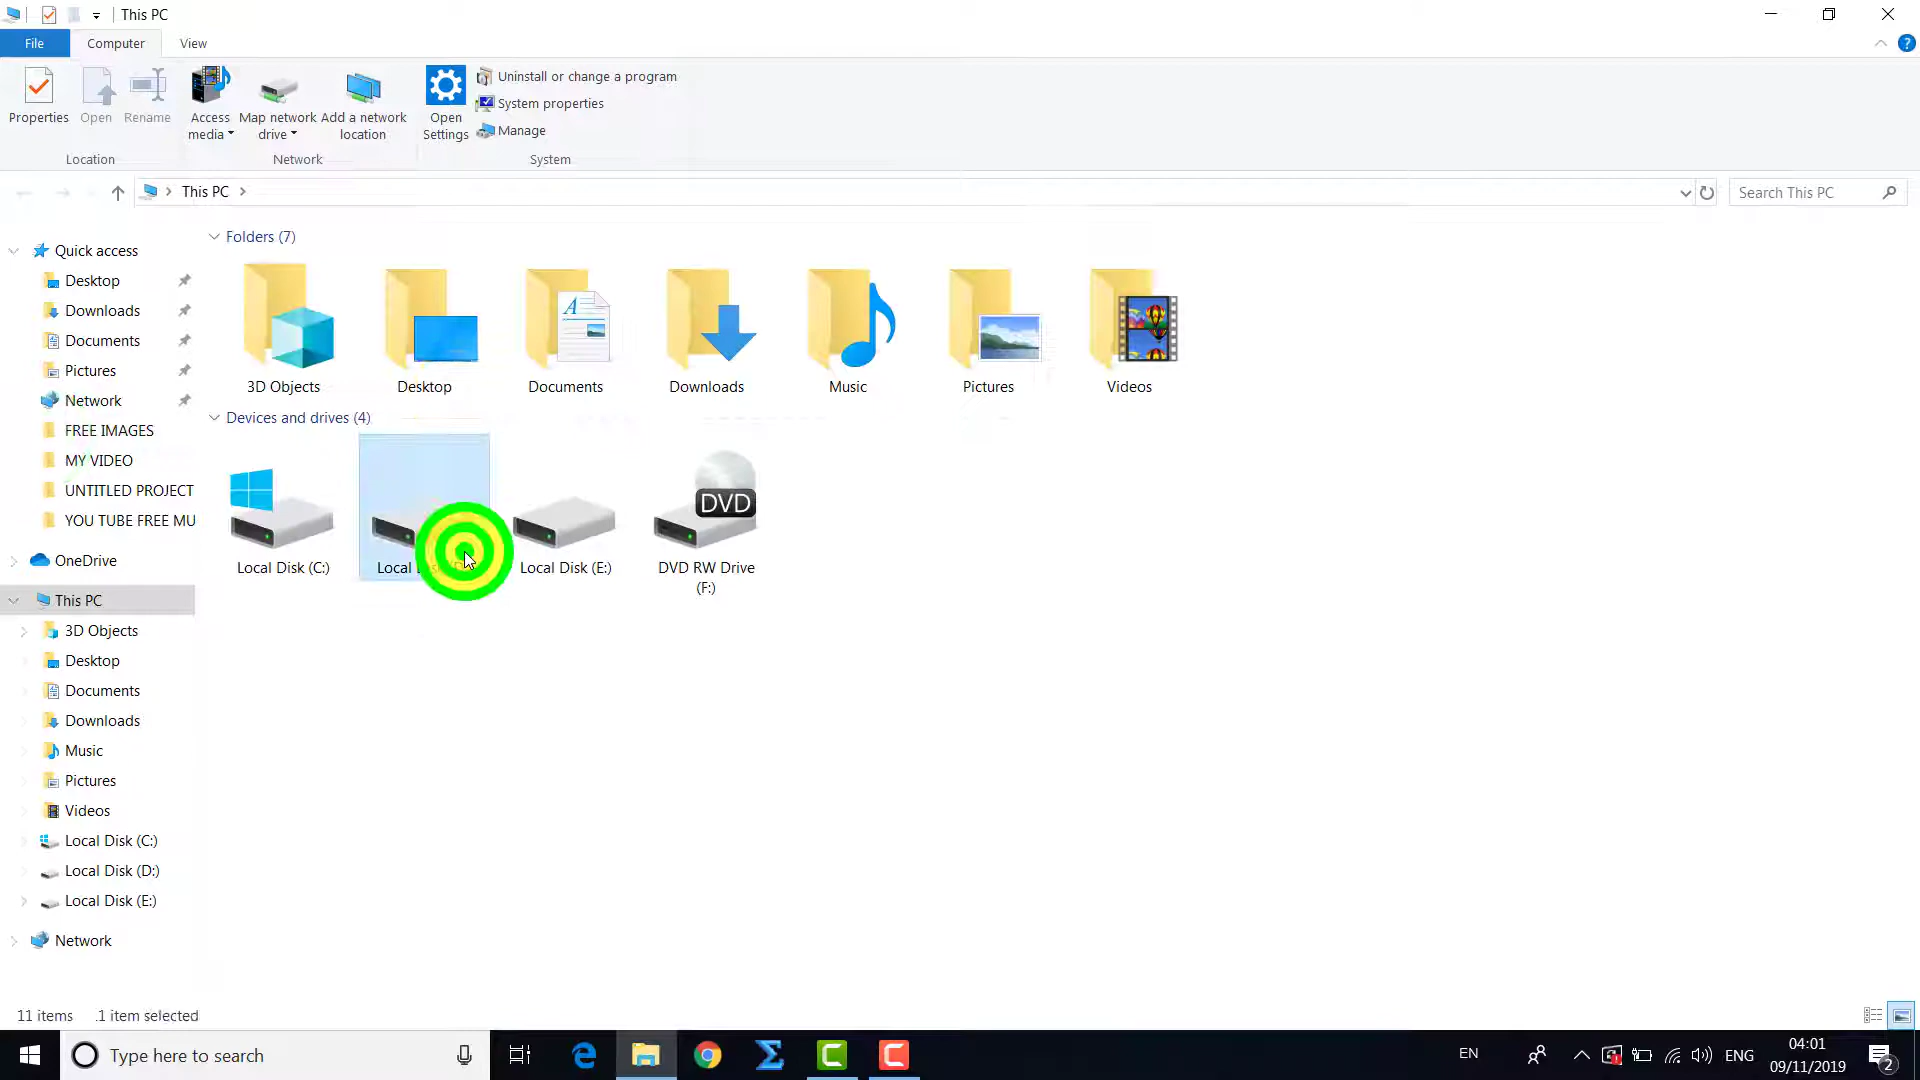 This PC
File
Computer
View
Properties
Open
Rename
Access
media
Map network
drive
Add a network
location
Open
Settings
Uninstall or change a program
System properties
Manage
Location
Network
System
This PC
Search This PC
Quick access
Desktop
Downloads
Documents
Pictures
Network
FREE IMAGES
MY VIDEO
UNTITLED PROJECT
YOU TUBE FREE MU
OneDrive
This PC
3D Objects
Desktop
Documents
Downloads
Music
Pictures
Videos
Local Disk (C:)
Local Disk (D:)
Local Disk (E:)
Network
Folders (7)
3D Objects
Desktop
Documents
Downloads
Music
Pictures
Videos
Devices and drives (4)
Local Disk (C:)
Local
Local Disk (E:)
DVD
DVD RW Drive
(F:)
11 items
1 item selected
Type here to search
EN
ENG
04:01
09/11/2019
2